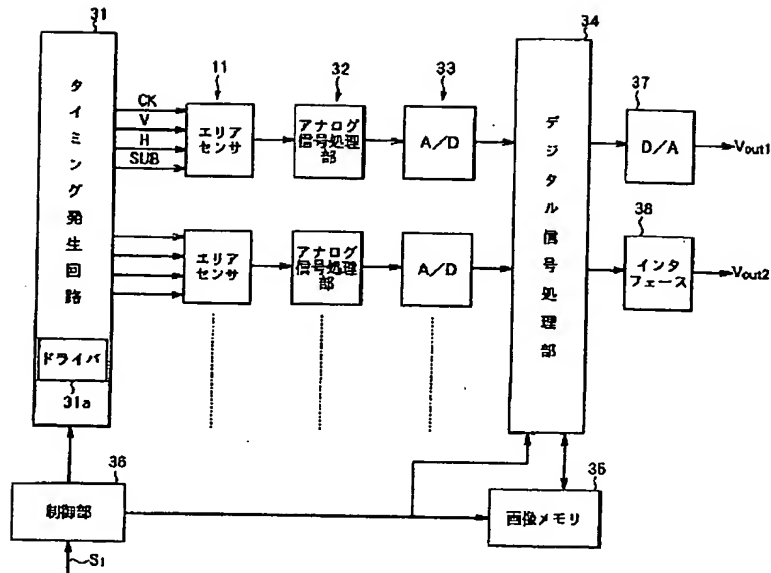 31
タイミング発生回路
ドライバ
31a
CK
V
H
SUB
11
エリア
センサ
32
アナログ
信号処理
部
33
A/D
エリア
センサ
アナログ
信号処理
部
A/D
34
デジタル信号処理部
37
D/A
Vout1
38
インタ
フェース
Vout2
36
制御部
S1
35
画像メモリ